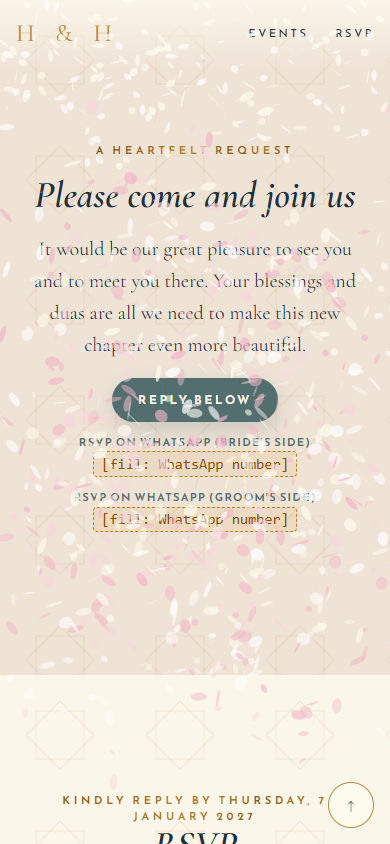 H & H
EVENTS RSVP
A HEARTFELT REQUEST
Please come and join us
It would be our great pleasure to see you
and to meet you there. Your blessings and
duas are all we need to make this new
chapter even more beautiful.
REPLY BELOW
RSVP ON WHATSAPP (BRIDE'S SIDE)
[fill: WhatsApp number]
RSVP ON WHATSAPP (GROOM'S SIDE)
[fill: WhatsApp number]
KINDLY REPLY BY THURSDAY, 7
JANUARY 2027
RSVP
↑